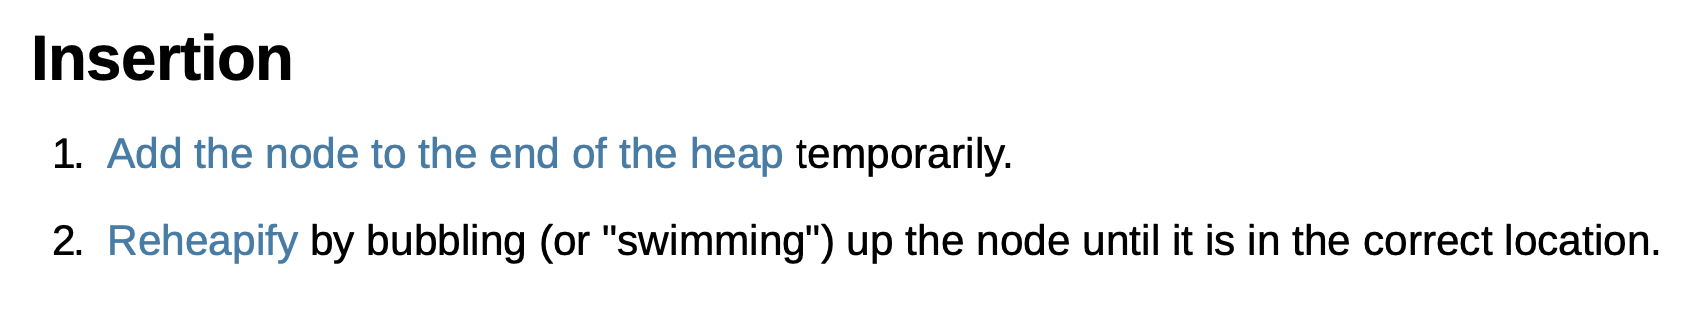 Insertion
1. Add the node to the end of the heap temporarily.
2. Reheapify by bubbling (or "swimming") up the node until it is in the correct location.